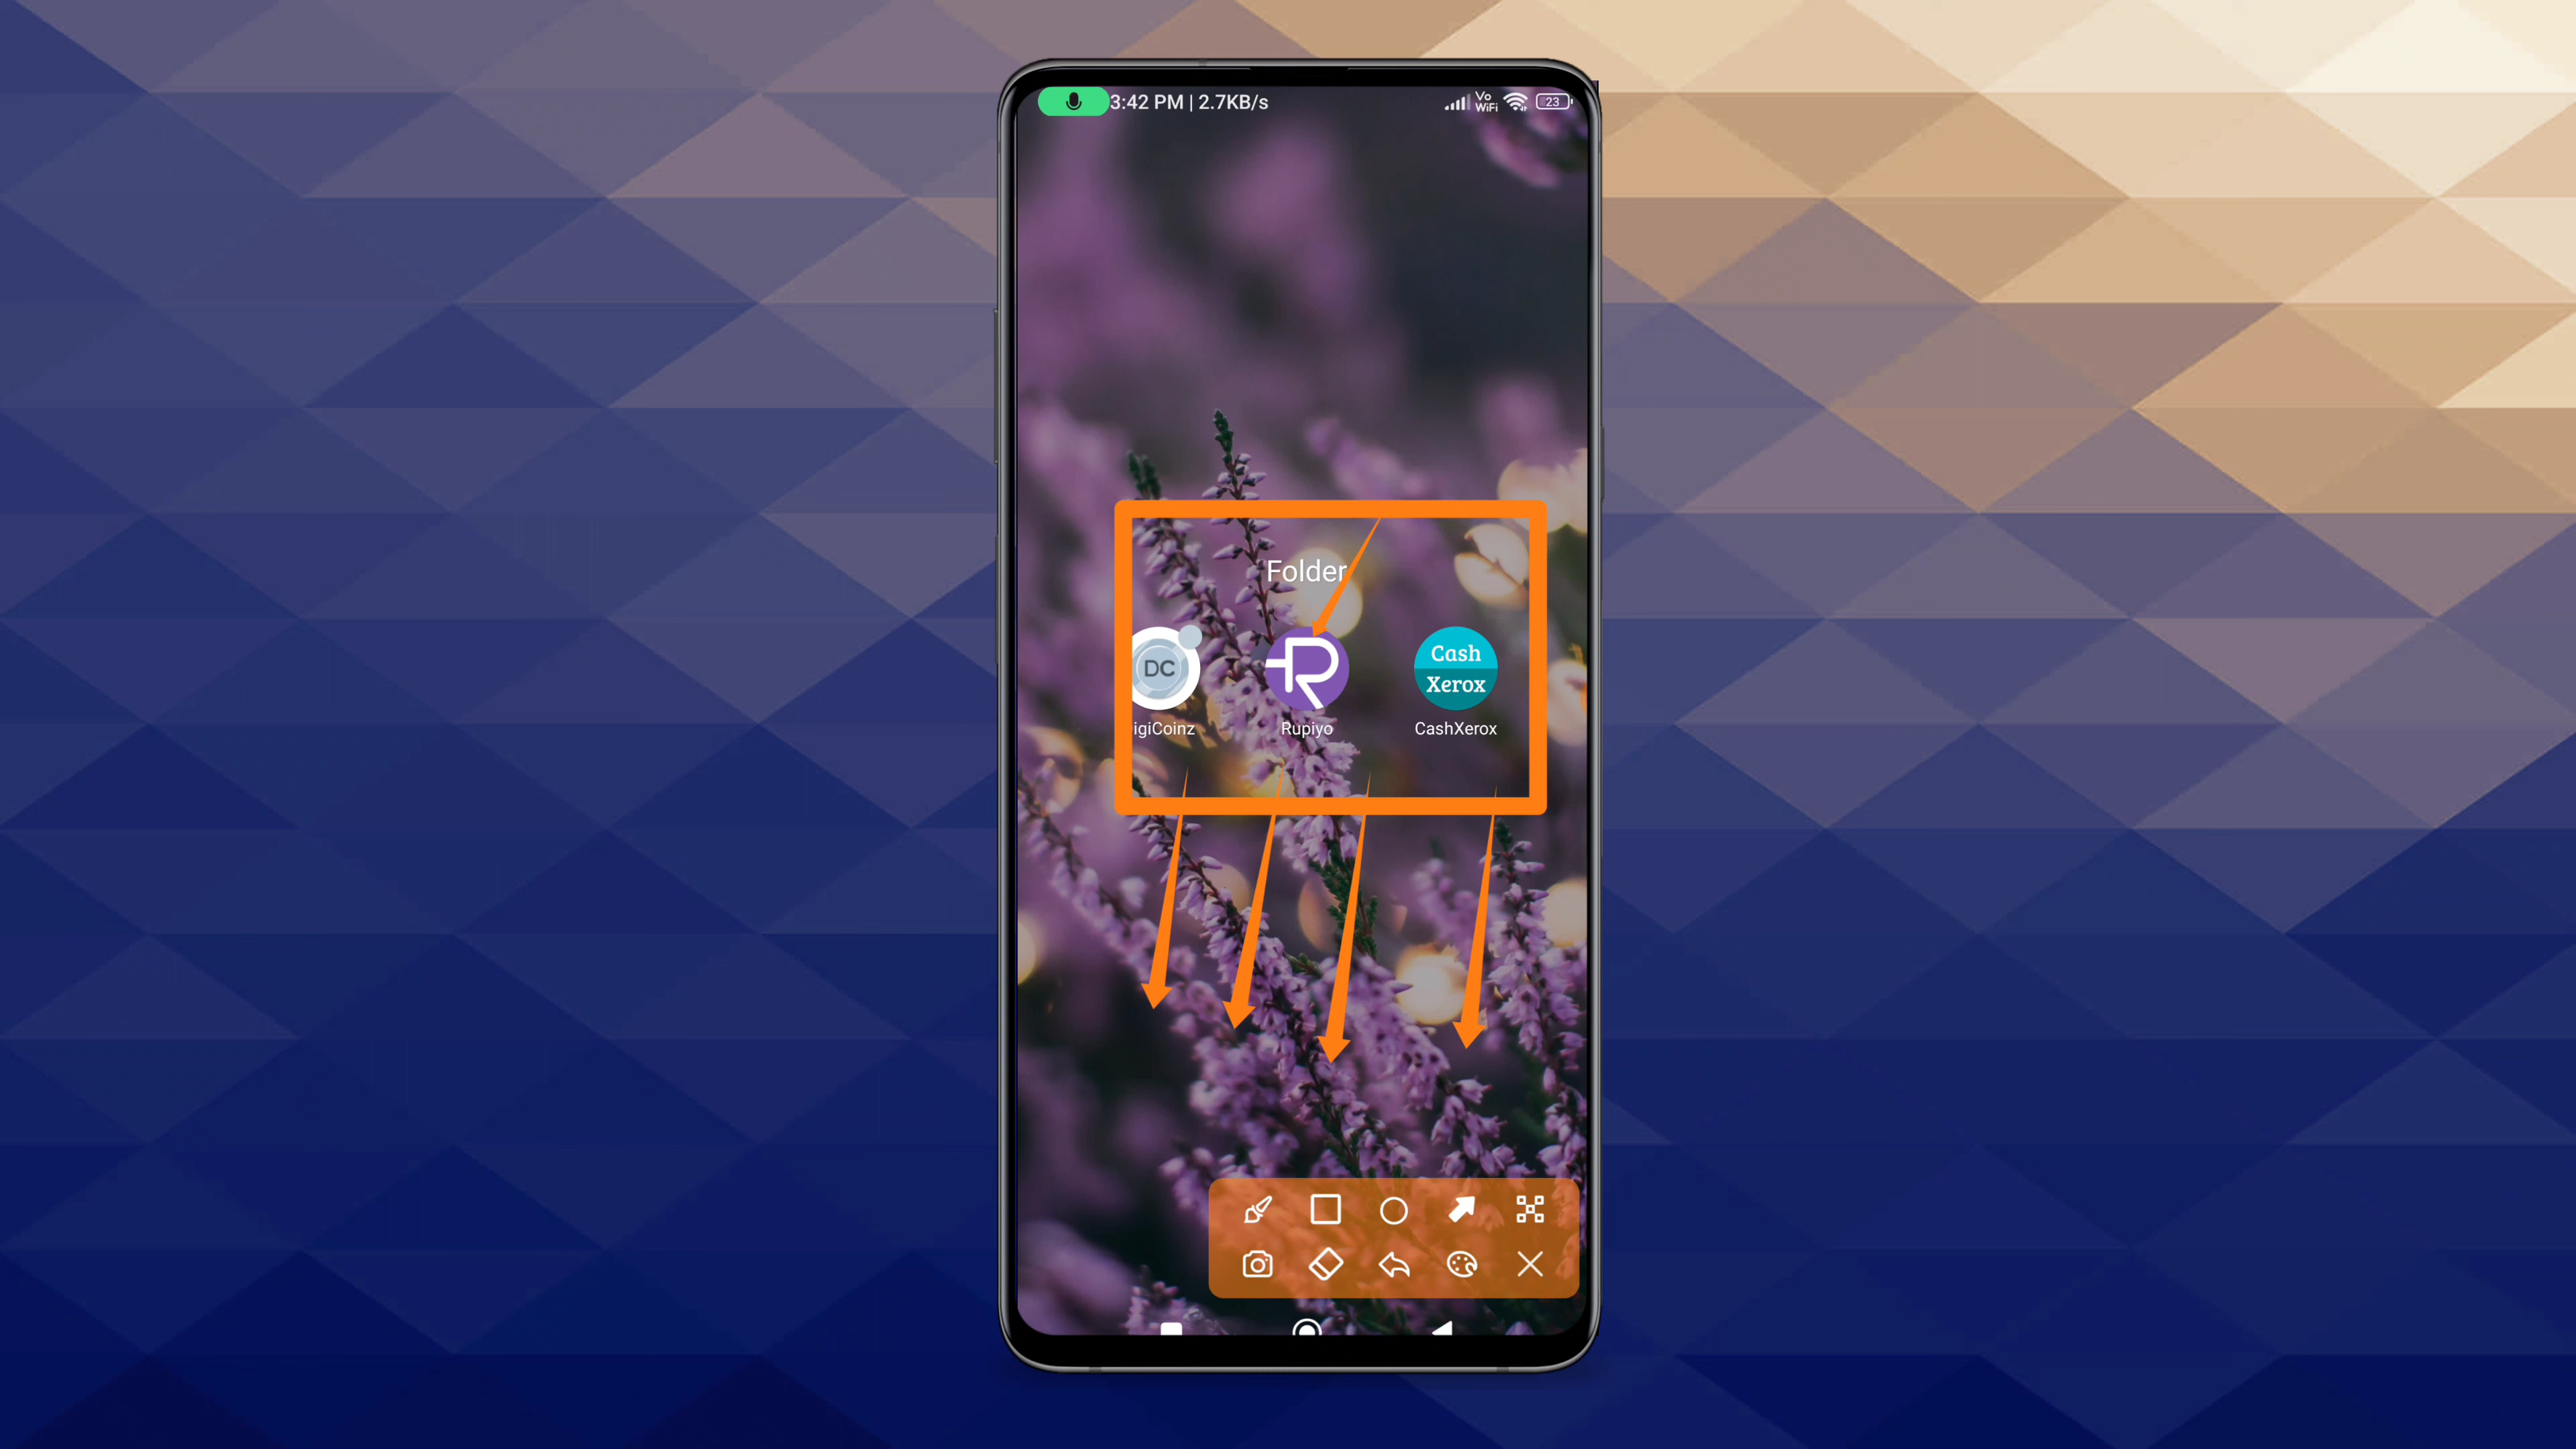 3:42 PM | 2.7KB/s
Vo
WiFi
23
Folder
DC
Cash
Xerox
igiCoinz
Rupiyo
CashXerox